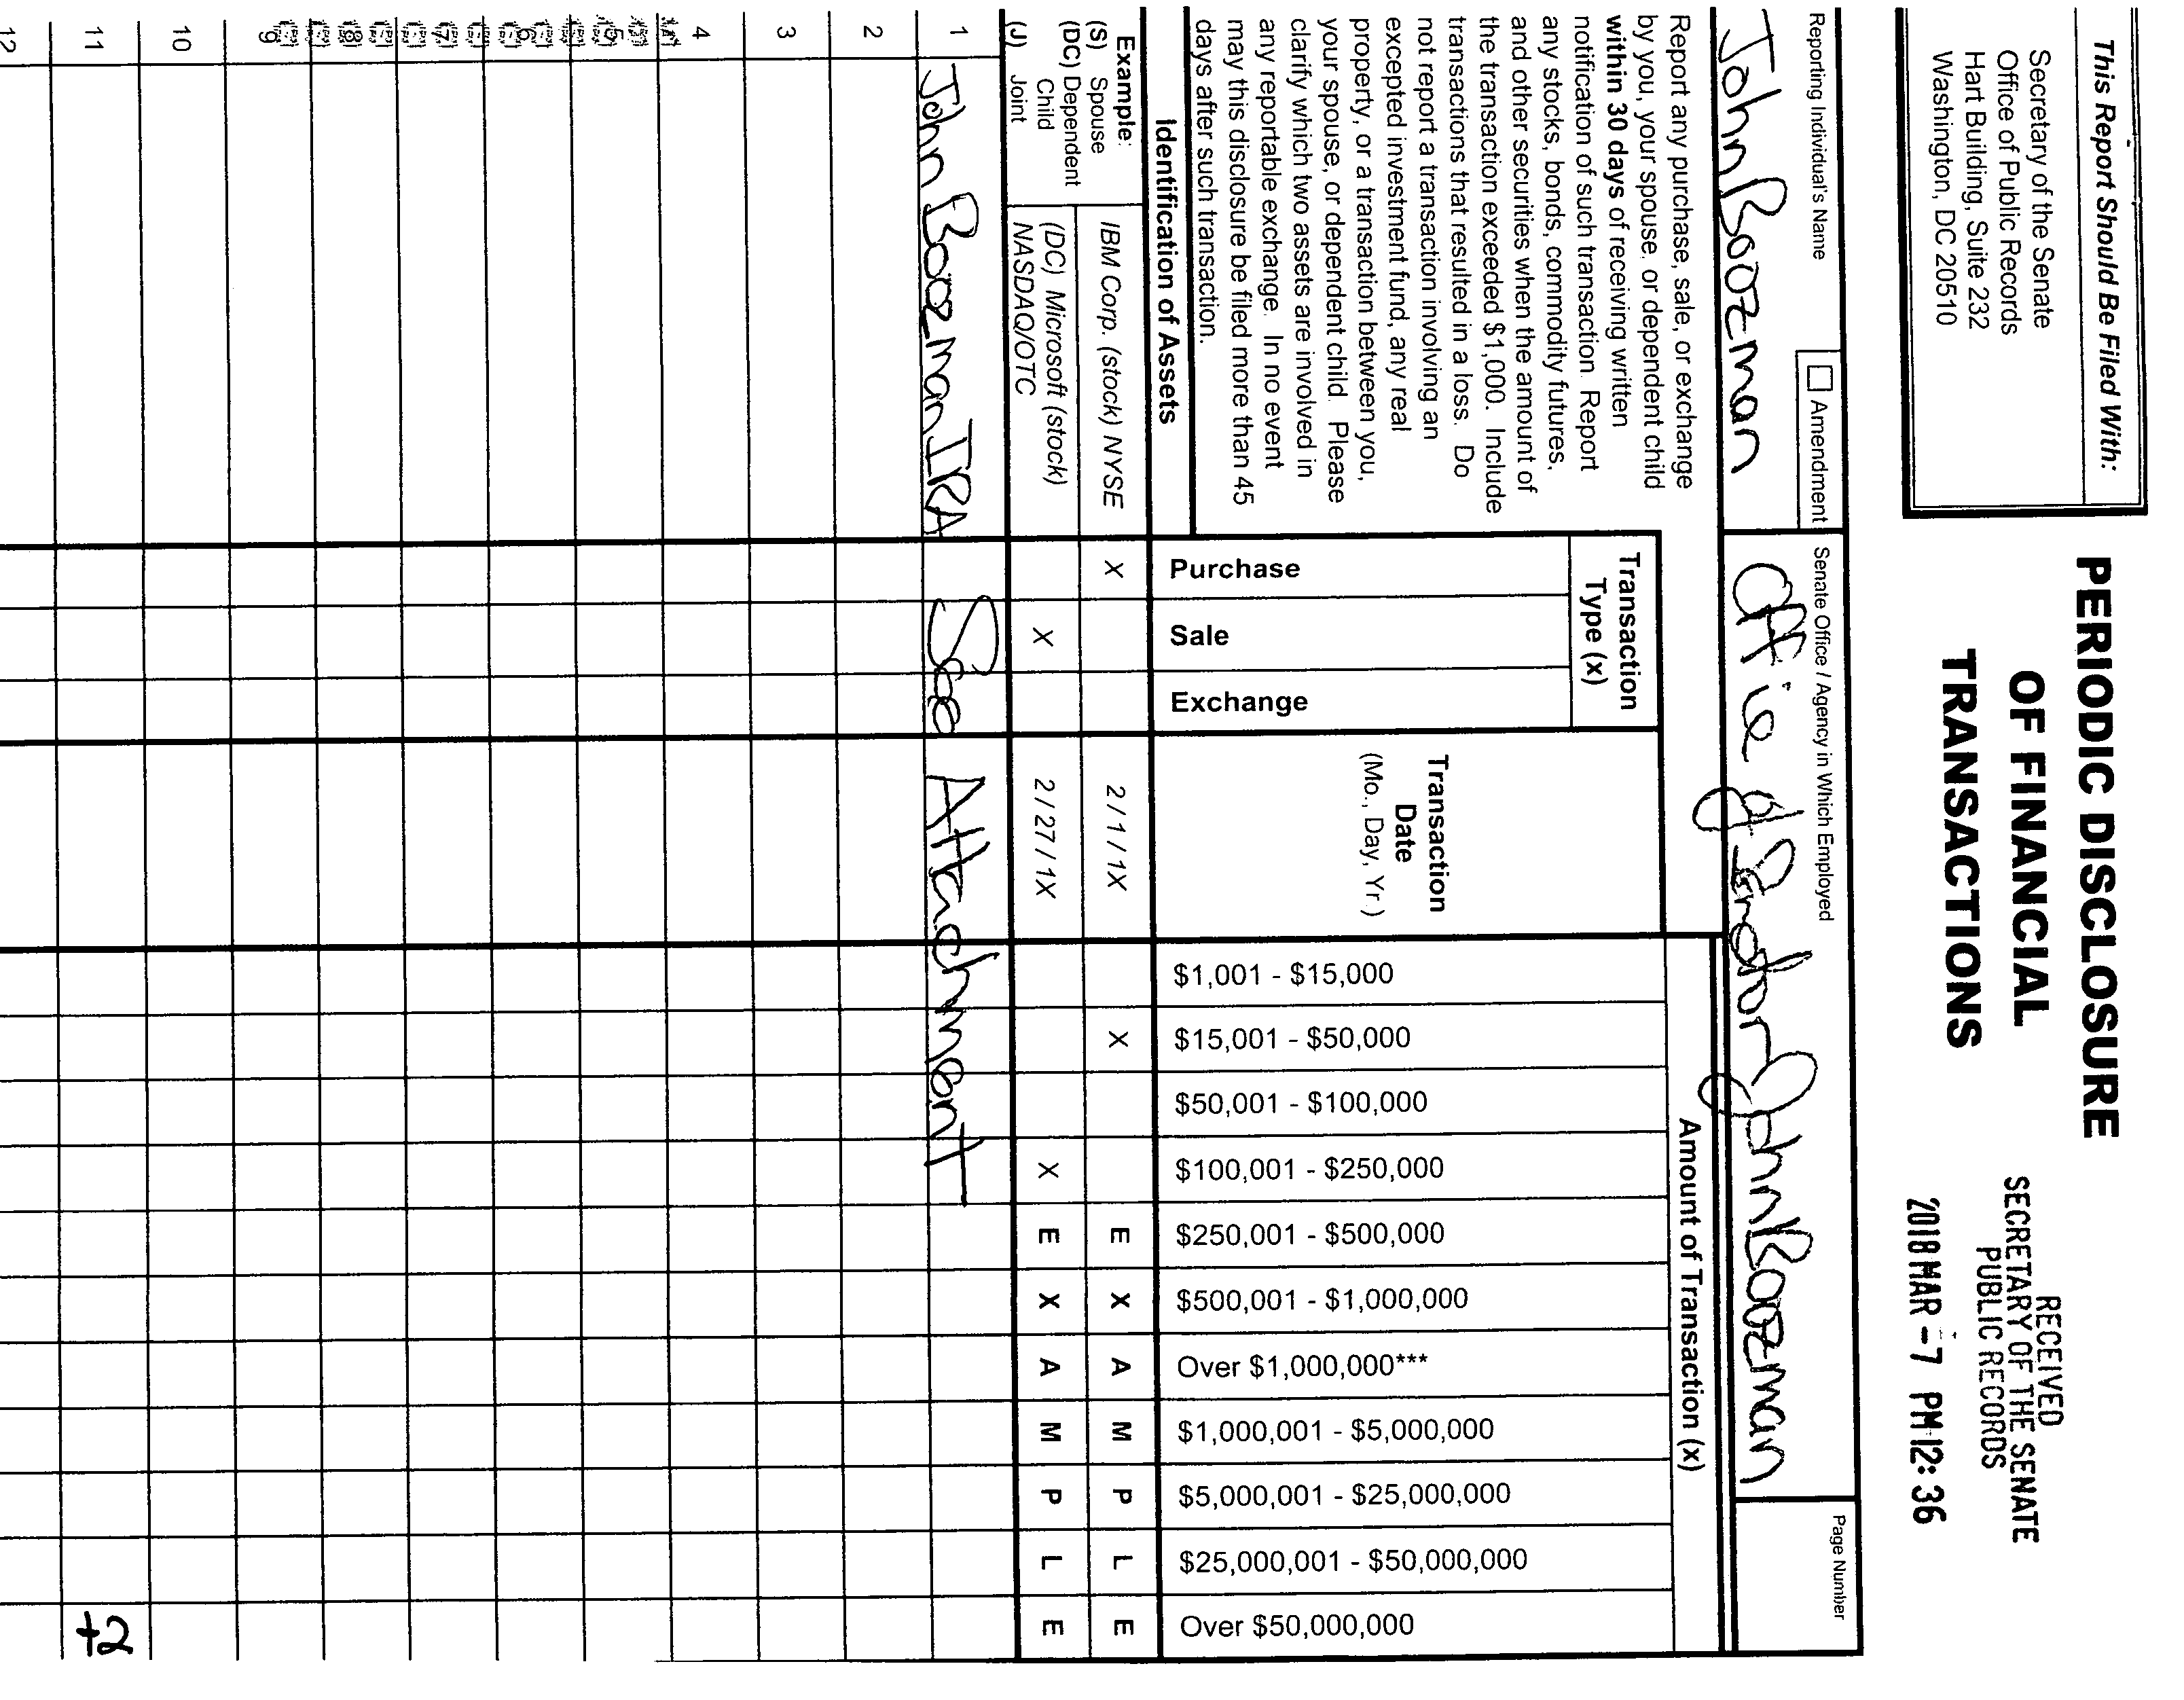 This Report Should Be Filed With:
Secretary of the Senate
Office of Public Records
Hart Building, Suite 232
Washington, DC 20510
PERIODIC DISCLOSURE
OF FINANCIAL
TRANSACTIONS
RECEIVED
SECRETARY OF THE SENATE
PUBLIC RECORDS
2018 MAR -7 PM 12:36
Reporting Individual's Name
John Boozman
Amendment
Senate Office / Agency in Which Employed
Office of Senator John Boozman
Page Number
Report any purchase, sale, or exchange
by you, your spouse, or dependent child
within 30 days of receiving written
notification of such transaction. Report
any stocks, bonds, commodity futures,
and other securities when the amount of
the transaction exceeded $1,000. Include
transactions that resulted in a loss. Do
not report a transaction involving an
excepted investment fund, any real
property, or a transaction between you,
your spouse, or dependent child. Please
clarify which two assets are involved in
any reportable exchange. In no event
may this disclosure be filed more than 45
days after such transaction.
Identification of Assets
Transaction
Type (x)
Purchase
Sale
Exchange
Transaction
Date
(Mo., Day, Yr.)
Amount of Transaction (x)
$1,001 - $15,000
$15,001 - $50,000
$50,001 - $100,000
$100,001 - $250,000
$250,001 - $500,000
$500,001 - $1,000,000
Over $1,000,000***
$1,000,001 - $5,000,000
$5,000,001 - $25,000,000
$25,000,001 - $50,000,000
Over $50,000,000
Example:
(S) Spouse
(DC) Dependent
Child
(J) Joint
IBM Corp. (stock) NYSE X 2/1/1X X E X A M P L E
(DC) Microsoft (stock)
NASDAQ/OTC X 2/27/1X X E X A M P L E
1 John Boozman IRA See Attachment
2
3
4
5
6
7
8
9
10
11 +2
12